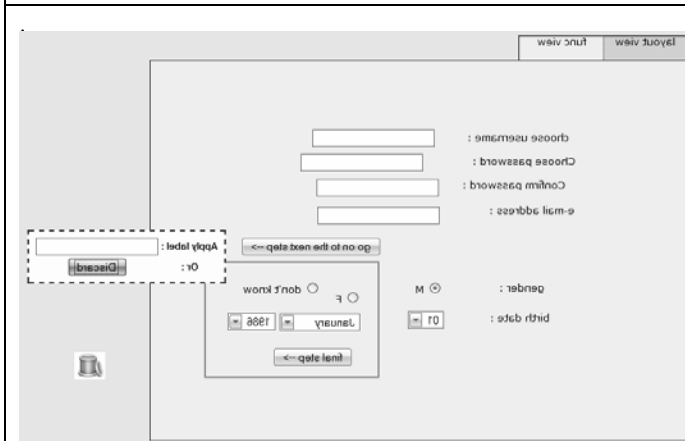 layout view func view
choose username :
Choose password :
Confirm password :
e-mail address :
go on to the next step -->
Apply label :
Or :
Discard
gender : M F don't know
birth date : 01 January 1986
final step -->